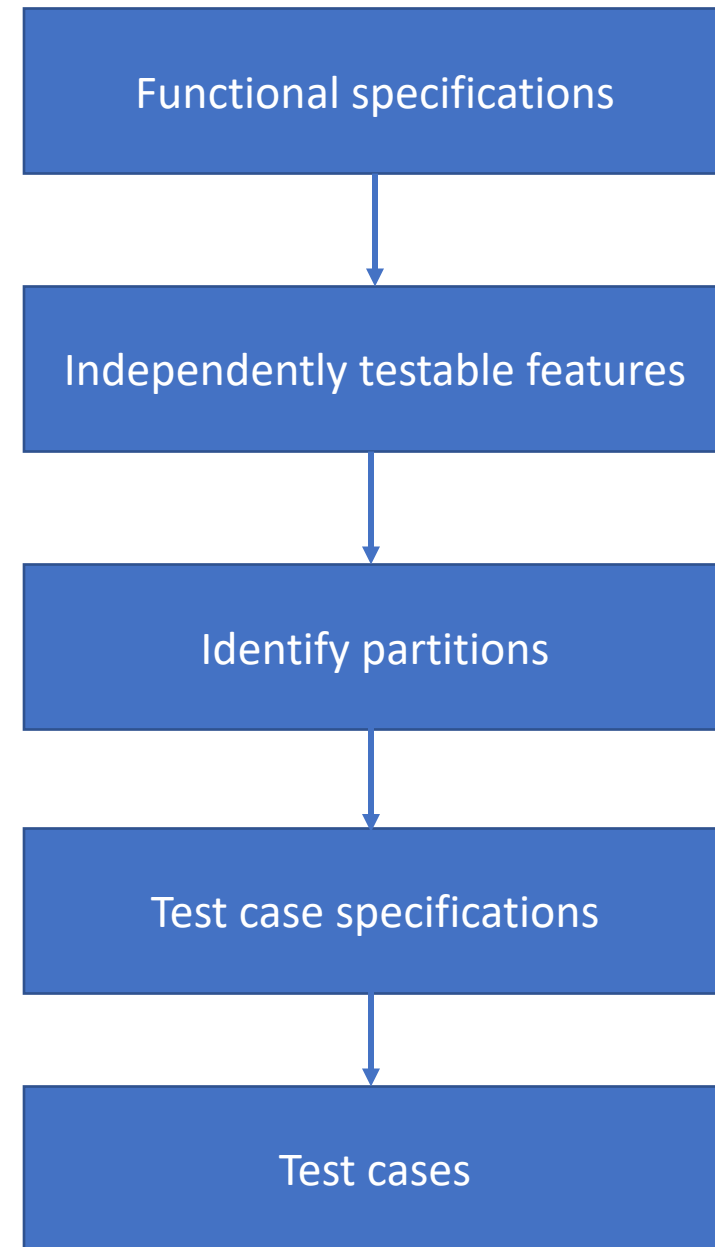 Functional specifications
Independently testable features
Identify partitions
Test case specifications
Test cases